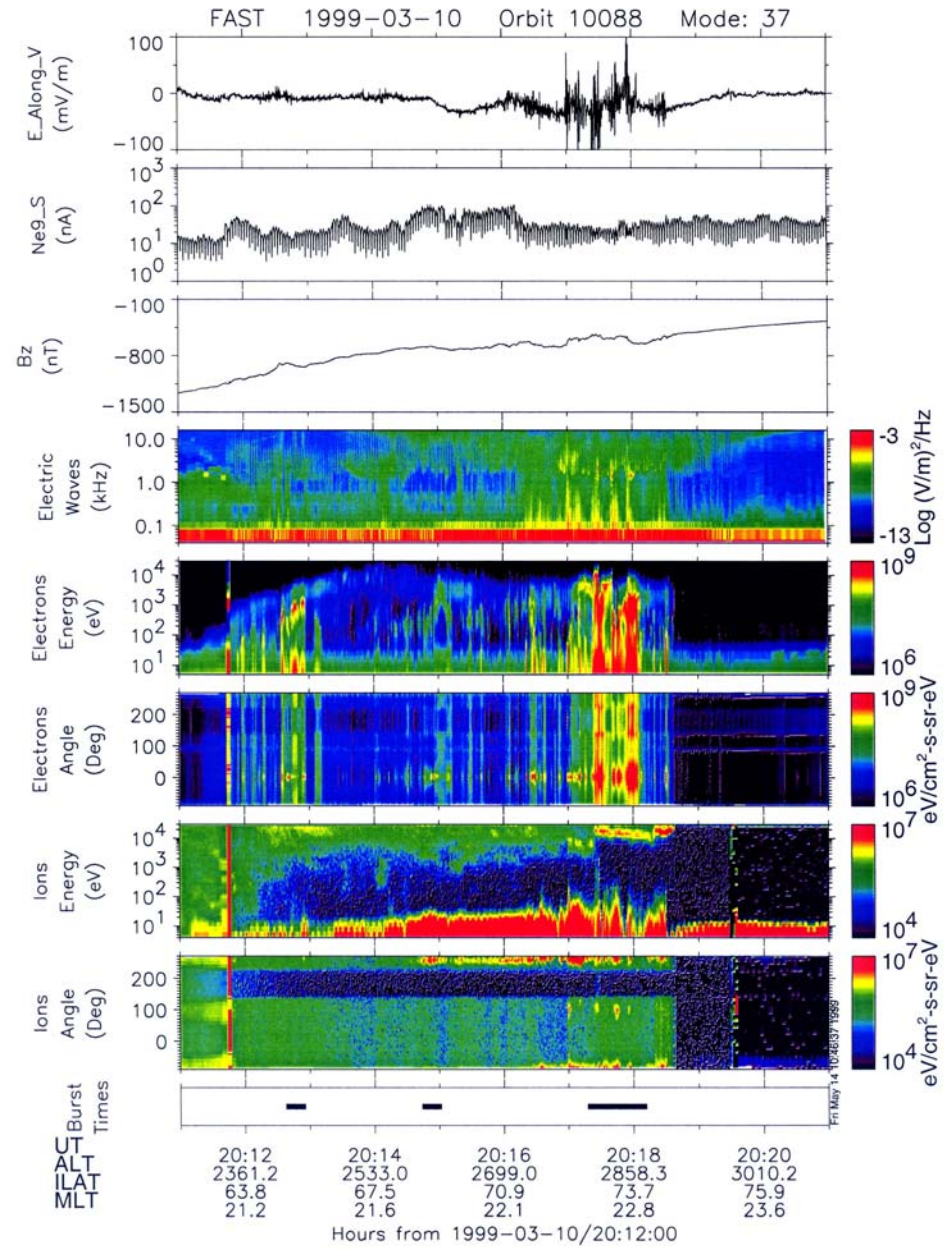 FAST 1999-03-10 Orbit 10088 Mode: 37
E_Along_V
(mV/m)
100
0
-100
Ne9_S
(nA)
10³
10²
10¹
10⁰
Bz
(nT)
-100
-800
-1500
Electric
Waves
(kHz)
10.0
1.0
0.1
-3
-13
Log (V/m)²/Hz
Electrons
Energy
(eV)
10⁴
10³
10²
10¹
10⁹
10⁶
Electrons
Angle
(Deg)
200
100
0
10⁹
10⁶
eV/cm²-s-sr-eV
Ions
Energy
(eV)
10⁴
10³
10²
10¹
10⁷
10⁴
Ions
Angle
(Deg)
200
100
0
10⁷
10⁴
eV/cm²-s-sr-eV
Fri May 14 10:46:37 1999
Burst
Times
UT 20:12 20:14 20:16 20:18 20:20
ALT 2361.2 2533.0 2699.0 2858.3 3010.2
ILAT 63.8 67.5 70.9 73.7 75.9
MLT 21.2 21.6 22.1 22.8 23.6
Hours from 1999-03-10/20:12:00